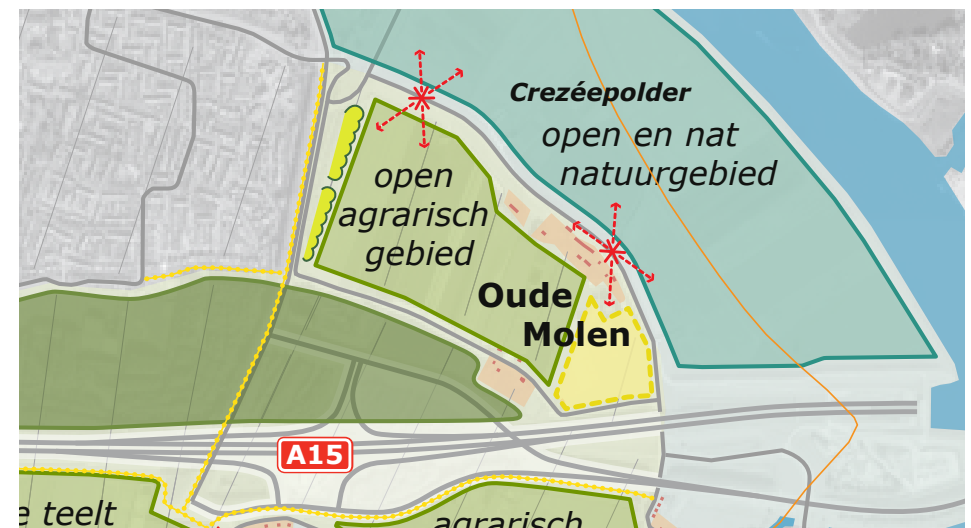 Crezéepolder
open en nat
natuurgebied
open
agrarisch
gebied
Oude
Molen
A15
e teelt
agrarisch